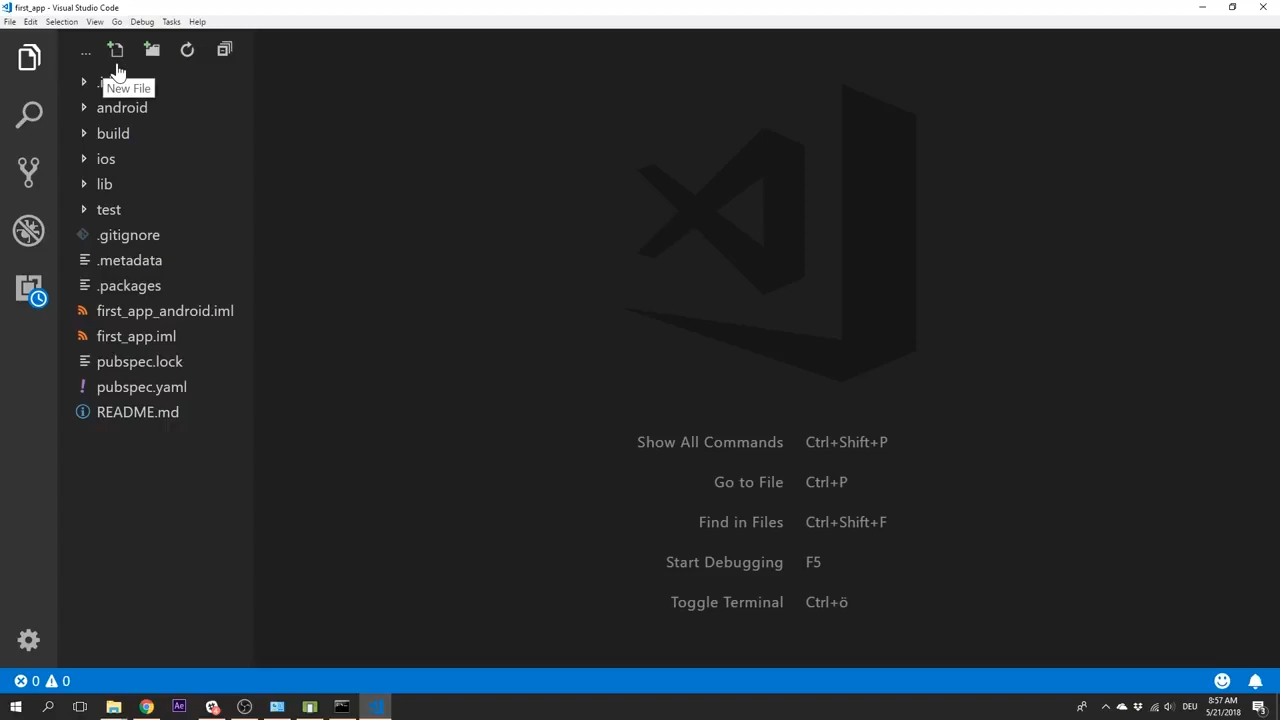 first_app - Visual Studio Code
File Edit Selection View Go Debug Tasks Help
...
New File
android
build
ios
lib
test
.gitignore
.metadata
.packages
first_app_android.iml
first_app.iml
pubspec.lock
! pubspec.yaml
README.md
Show All Commands Ctrl+Shift+P
Go to File Ctrl+P
Find in Files Ctrl+Shift+F
Start Debugging F5
Toggle Terminal Ctrl+ö
0 0
Ae
DEU
8:57 AM
5/21/2018
3